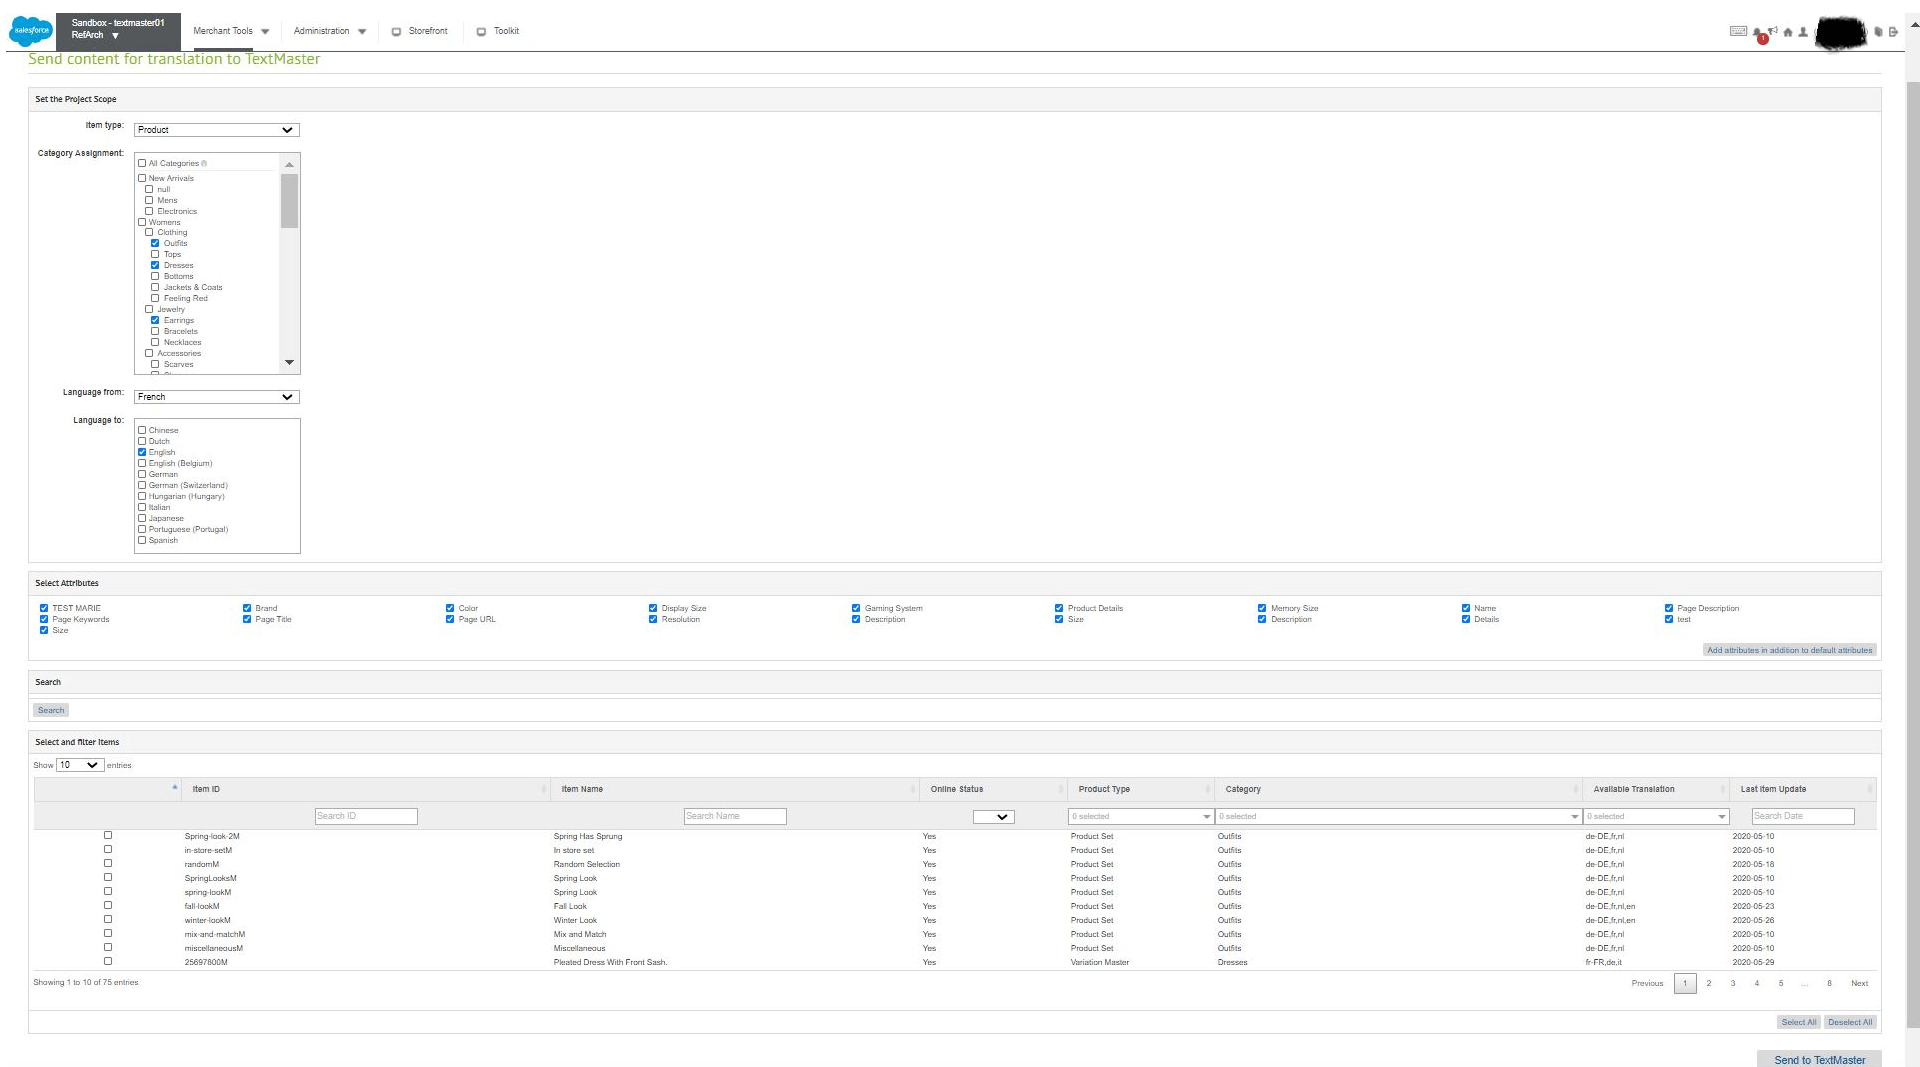 salesforce
Sandbox - textmaster01
RefArch
Merchant Tools
Administration
Storefront
Toolkit
1
Send content for translation to TextMaster
Set the Project Scope
Item type:
Product
Category Assignment:
All Categories
New Arrivals
null
Mens
Electronics
Womens
Clothing
Outfits
Tops
Dresses
Bottoms
Jackets & Coats
Feeling Red
Jewelry
Earrings
Bracelets
Necklaces
Accessories
Scarves
Language from:
French
Language to:
Chinese
Dutch
English
English (Belgium)
German
German (Switzerland)
Hungarian (Hungary)
Italian
Japanese
Portuguese (Portugal)
Spanish
Select Attributes
TEST MARIE Brand Color Display Size Gaming System Product Details Memory Size Name Page Description
Page Keywords Page Title Page URL Resolution Description Size Description Details test
Size
Add attributes in addition to default attributes
Search
Search
Select and filter items
Show 10 entries
Item ID Item Name Online Status Product Type Category Available Translation Last Item Update
Search ID Search Name 0 selected 0 selected 0 selected Search Date
Spring-look-2M Spring Has Sprung Yes Product Set Outfits de-DE,fr,nl 2020-05-10
in-store-setM In store set Yes Product Set Outfits de-DE,fr,nl 2020-05-10
randomM Random Selection Yes Product Set Outfits de-DE,fr,nl 2020-05-18
SpringLooksM Spring Look Yes Product Set Outfits de-DE,fr,nl 2020-05-10
spring-lookM Spring Look Yes Product Set Outfits de-DE,fr,nl 2020-05-10
fall-lookM Fall Look Yes Product Set Outfits de-DE,fr,nl,en 2020-05-23
winter-lookM Winter Look Yes Product Set Outfits de-DE,fr,nl,en 2020-05-26
mix-and-matchM Mix and Match Yes Product Set Outfits de-DE,fr,nl 2020-05-10
miscellaneousM Miscellaneous Yes Product Set Outfits de-DE,fr,nl 2020-05-10
25697800M Pleated Dress With Front Sash. Yes Variation Master Dresses fr-FR,de,it 2020-05-29
Showing 1 to 10 of 75 entries
Previous 1 2 3 4 5 ... 8 Next
Select All Deselect All
Send to TextMaster